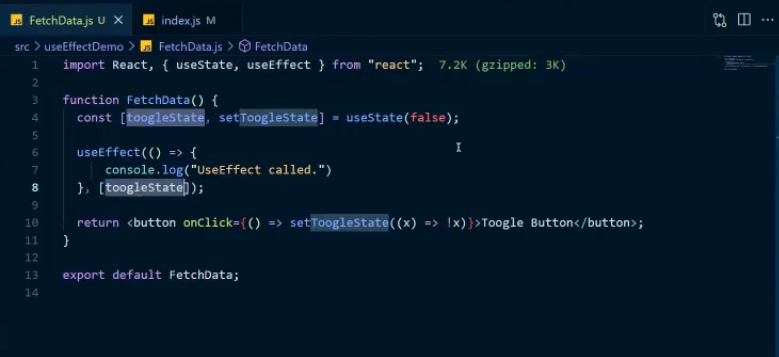 FetchData.js U × index.js M
src > useEffectDemo > FetchData.js > FetchData
1 import React, { useState, useEffect } from "react"; 7.2K (gzipped: 3K)
2
3 function FetchData() {
4 const [toogleState, setToogleState] = useState(false);
5
6 useEffect(() => {
7 console.log("UseEffect called.")
8 }, [toogleState]);
9
10 return <button onClick={() => setToogleState((x) => !x)}>Toogle Button</button>;
11 }
12
13 export default FetchData;
14